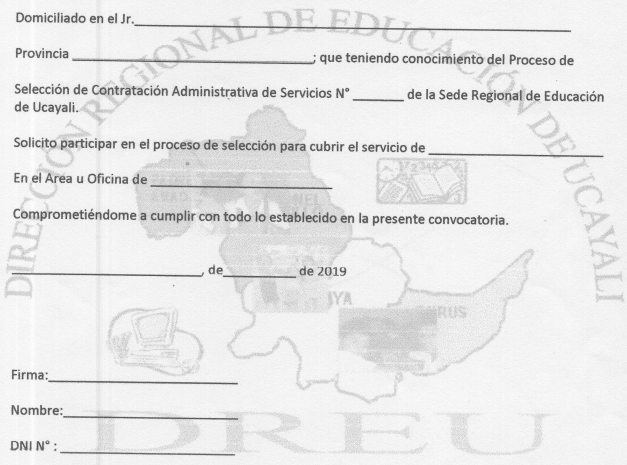 Domiciliado en el Jr.
Provincia ; que teniendo conocimiento del Proceso de
Selección de Contratación Administrativa de Servicios N° de la Sede Regional de Educación
de Ucayali.
Solicito participar en el proceso de selección para cubrir el servicio de
En el Area u Oficina de
Comprometiéndome a cumplir con todo lo establecido en la presente convocatoria.
, de de 2019
Firma:
Nombre:
DNI N° :
DIRECCIÓN REGIONAL DE EDUCACIÓN DE UCAYALI
DREU